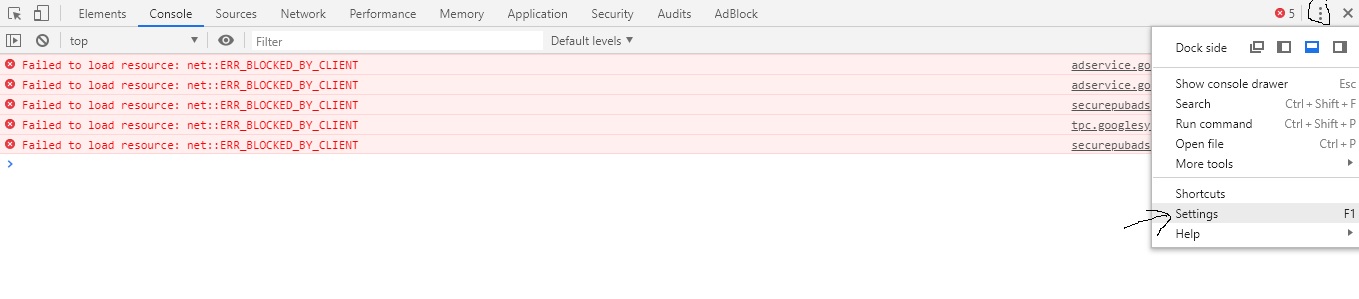 Elements Console Sources Network Performance Memory Application Security Audits AdBlock 5
top Filter Default levels
Failed to load resource: net::ERR_BLOCKED_BY_CLIENT adservice.go
Failed to load resource: net::ERR_BLOCKED_BY_CLIENT adservice.go
Failed to load resource: net::ERR_BLOCKED_BY_CLIENT securepubads
Failed to load resource: net::ERR_BLOCKED_BY_CLIENT tpc.googlesy
Failed to load resource: net::ERR_BLOCKED_BY_CLIENT securepubads
Dock side
Show console drawer Esc
Search Ctrl + Shift + F
Run command Ctrl + Shift + P
Open file Ctrl + P
More tools
Shortcuts
Settings F1
Help